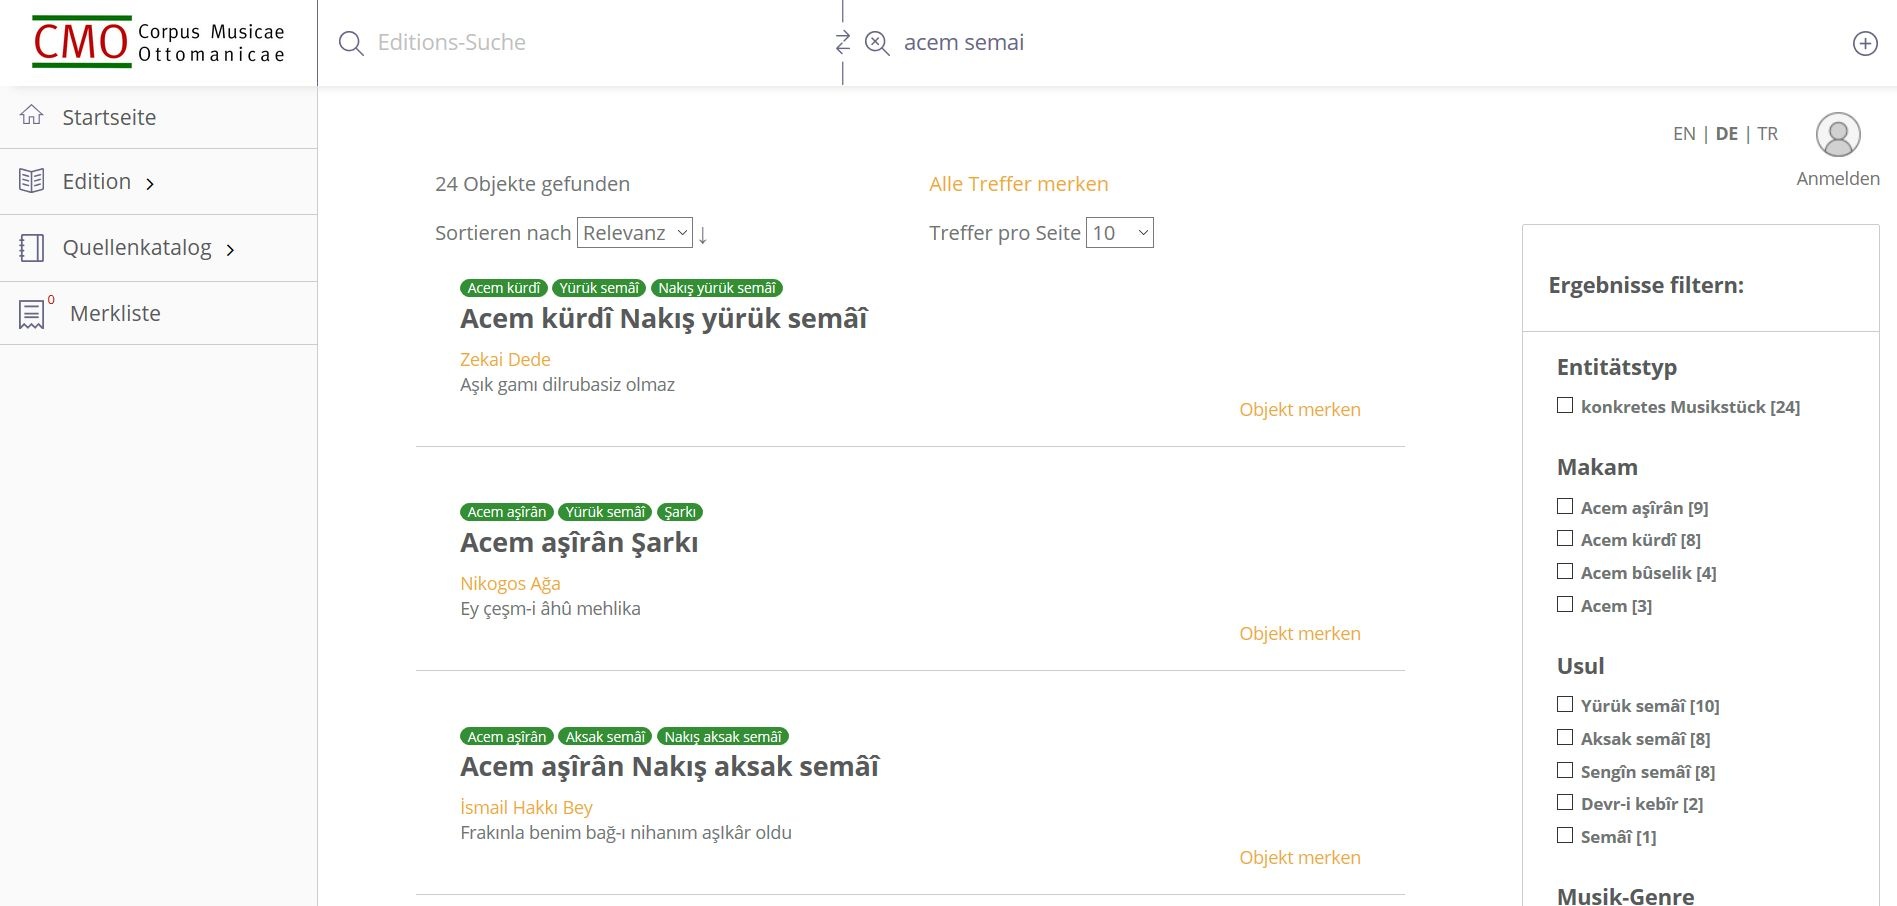 CMO Corpus Musicae Ottomanicae
Editions-Suche
acem semai
Startseite
Edition
Quellenkatalog
0
Merkliste
EN | DE | TR
Anmelden
24 Objekte gefunden
Alle Treffer merken
Sortieren nach Relevanz ↓
Treffer pro Seite 10
Acem kürdî Yürük semâî Nakış yürük semâî
Acem kürdî Nakış yürük semâî
Zekai Dede
Aşık gamı dilrubasiz olmaz
Objekt merken
Acem aşîrân Yürük semâî Şarkı
Acem aşîrân Şarkı
Nikogos Ağa
Ey çeşm-i âhû mehlika
Objekt merken
Acem aşîrân Aksak semâî Nakış aksak semâî
Acem aşîrân Nakış aksak semâî
İsmail Hakkı Bey
Frakınla benim bağ-ı nihanım aşIkâr oldu
Objekt merken
Ergebnisse filtern:
Entitätstyp
konkretes Musikstück [24]
Makam
Acem aşîrân [9]
Acem kürdî [8]
Acem bûselik [4]
Acem [3]
Usul
Yürük semâî [10]
Aksak semâî [8]
Sengîn semâî [8]
Devr-i kebîr [2]
Semâî [1]
Musik-Genre